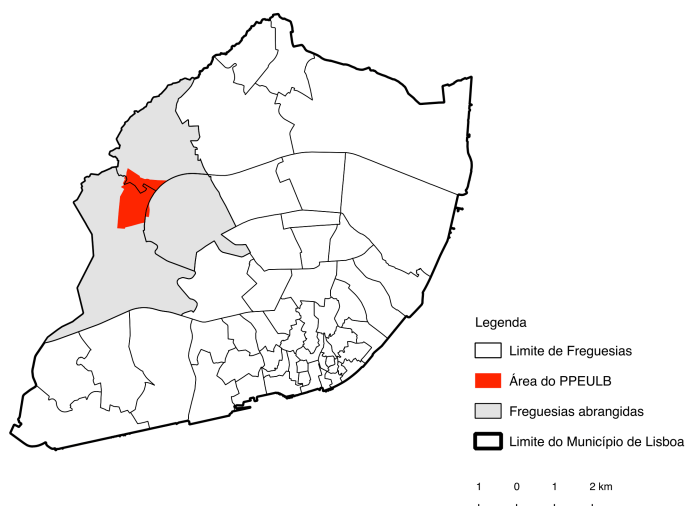 Legenda
Limite de Freguesias
Área do PPEULB
Freguesias abrangidas
Limite do Município de Lisboa
1 0 1 2 km